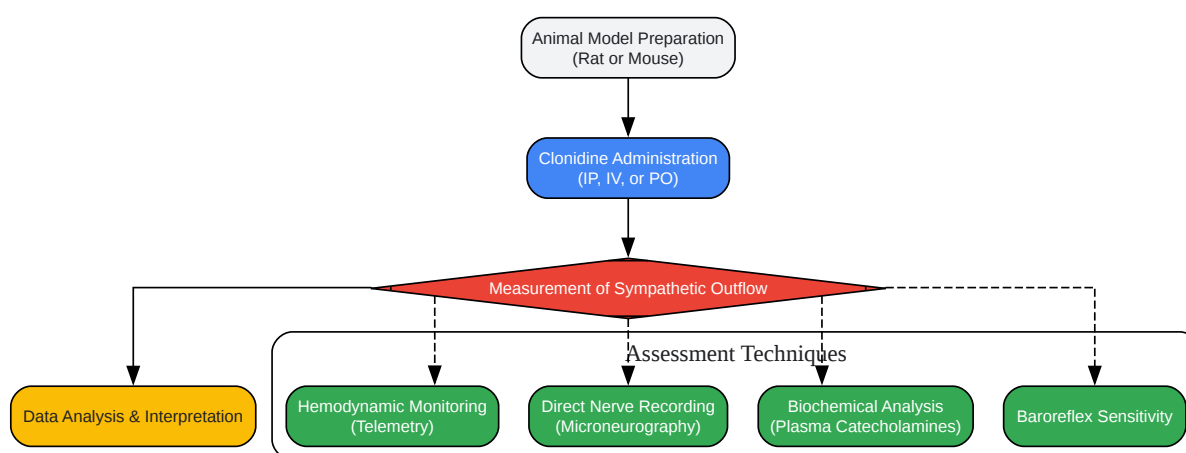 Animal Model Preparation
(Rat or Mouse)
Clonidine Administration
(IP, IV, or PO)
Measurement of Sympathetic Outflow
Assessment Techniques
Data Analysis & Interpretation
Hemodynamic Monitoring
(Telemetry)
Direct Nerve Recording
(Microneurography)
Biochemical Analysis
(Plasma Catecholamines)
Baroreflex Sensitivity